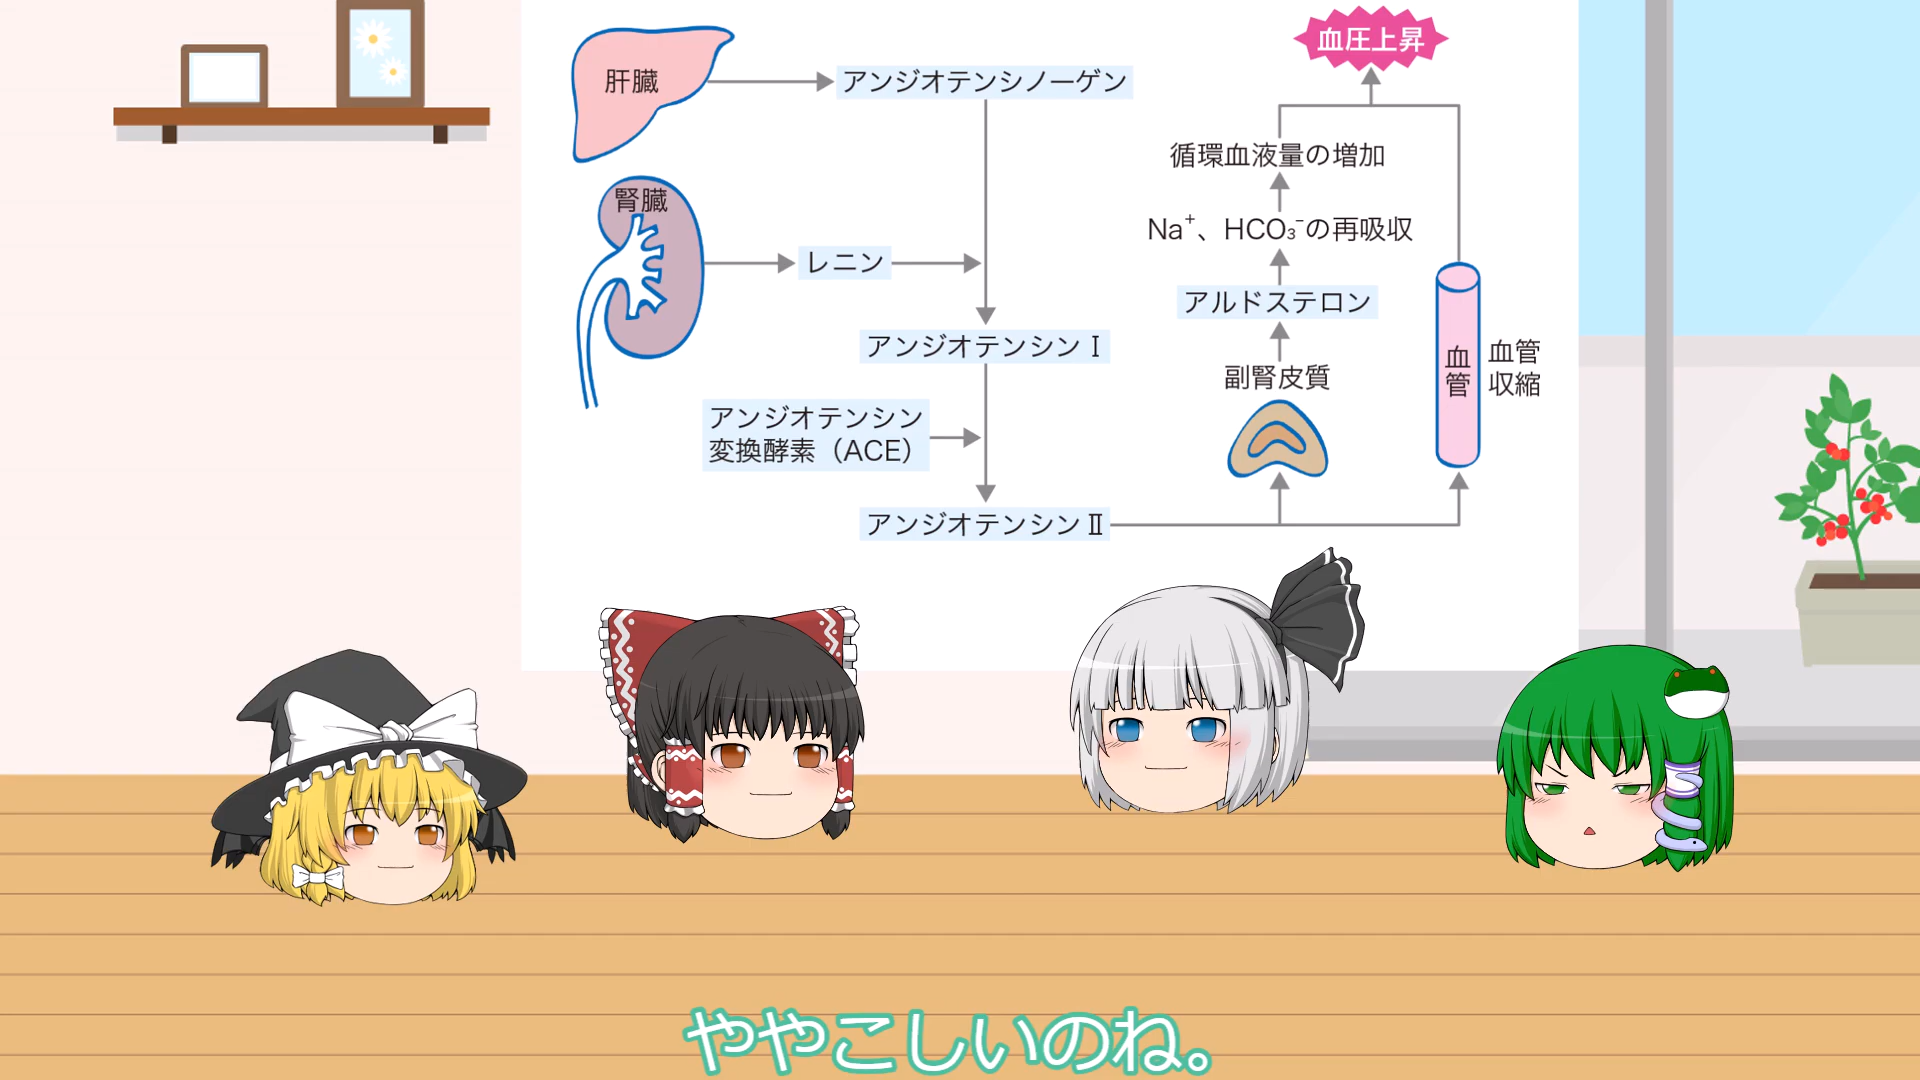 肝臓
アンジオテンシノーゲン
腎臓
レニン
アンジオテンシンⅠ
アンジオテンシン
変換酵素（ACE）
アンジオテンシンⅡ
血圧上昇
循環血液量の増加
Na⁺、HCO₃⁻の再吸収
アルドステロン
副腎皮質
血管
血管
収縮
ややこしいのね。